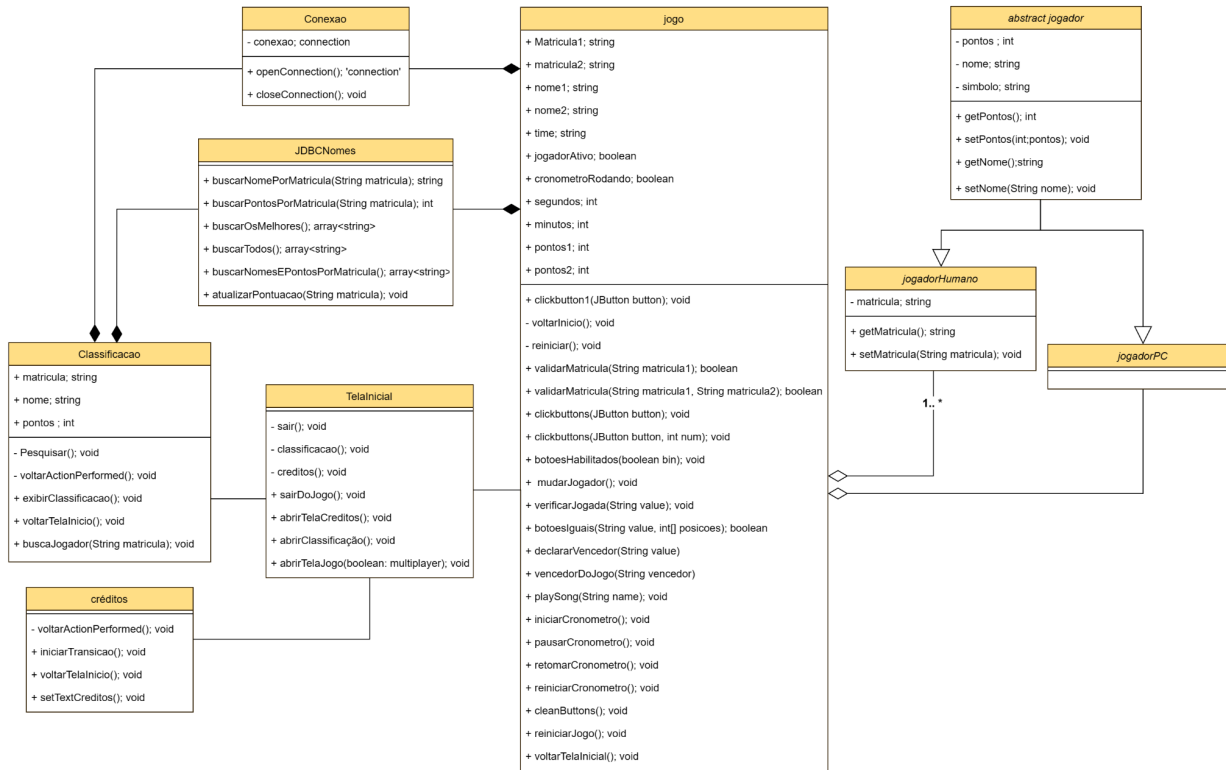 Conexao
- conexao; connection
+ openConnection(); 'connection'
+ closeConnection(); void
JDBCNomes
+ buscarNomePorMatricula(String matricula); string
+ buscarPontosPorMatricula(String matricula); int
+ buscarOsMelhores(); array<string>
+ buscarTodos(); array<string>
+ buscarNomesEPontosPorMatricula(); array<string>
+ atualizarPontuacao(String matricula); void
Classificacao
+ matricula; string
+ nome; string
+ pontos ; int
- Pesquisar(); void
- voltarActionPerformed(); void
+ exibirClassificacao(); void
+ voltarTelaInicio(); void
+ buscaJogador(String matricula); void
TelaInicial
- sair(); void
- classificacao(); void
- creditos(); void
+ sairDoJogo(); void
+ abrirTelaCreditos(); void
+ abrirClassificação(); void
+ abrirTelaJogo(boolean: multiplayer); void
créditos
- voltarActionPerformed(); void
+ iniciarTransicao(); void
+ voltarTelaInicio(); void
+ setTextCreditos(); void
jogo
+ Matricula1; string
+ matricula2; string
+ nome1; string
+ nome2; string
+ time; string
+ jogadorAtivo; boolean
+ cronometroRodando; boolean
+ segundos; int
+ minutos; int
+ pontos1; int
+ pontos2; int
+ clickbutton1(JButton button); void
- voltarInicio(); void
- reiniciar(); void
+ validarMatricula(String matricula1); boolean
+ validarMatricula(String matricula1, String matricula2); boolean
+ clickbuttons(JButton button); void
+ clickbuttons(JButton button, int num); void
+ botoesHabilitados(boolean bin); void
+ mudarJogador(); void
+ verificarJogada(String value); void
+ botoesIguais(String value, int[] posicoes); boolean
+ declararVencedor(String value)
+ vencedorDoJogo(String vencedor)
+ playSong(String name); void
+ iniciarCronometro(); void
+ pausarCronometro(); void
+ retomarCronometro(); void
+ reiniciarCronometro(); void
+ cleanButtons(); void
+ reiniciarJogo(); void
+ voltarTelaInicial(); void
abstract jogador
- pontos ; int
- nome; string
- simbolo; string
+ getPontos(); int
+ setPontos(int;pontos); void
+ getNome();string
+ setNome(String nome); void
jogadorHumano
- matricula; string
+ getMatricula(); string
+ setMatricula(String matricula); void
jogadorPC
1.. *